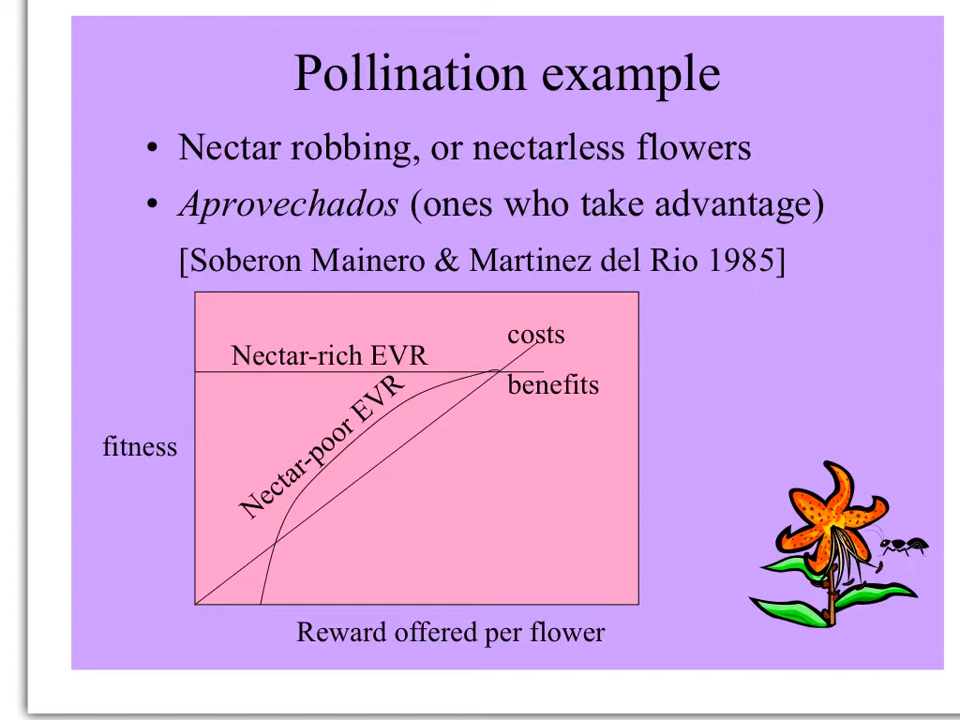 Pollination example
• Nectar robbing, or nectarless flowers
• Aprovechados (ones who take advantage)
[Soberon Mainero & Martinez del Rio 1985]
costs
Nectar-rich EVR
benefits
Nectar-poor EVR
fitness
Reward offered per flower